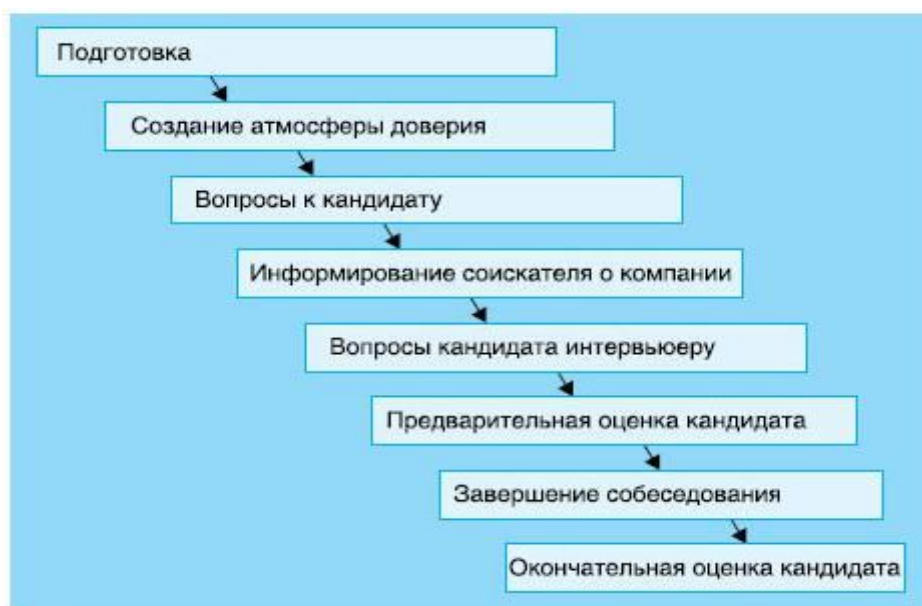 Подготовка
Создание атмосферы доверия
Вопросы к кандидату
Информирование соискателя о компании
Вопросы кандидата интервьюеру
Предварительная оценка кандидата
Завершение собеседования
Окончательная оценка кандидата